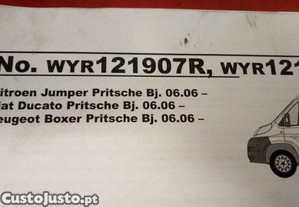 No. WYR121907R, WYR121
itroen Jumper Pritsche Bj. 06.06 –
iat Ducato Pritsche Bj. 06.06 –
eugeot Boxer Pritsche Bj. 06.06 –
CustoJusto.pt